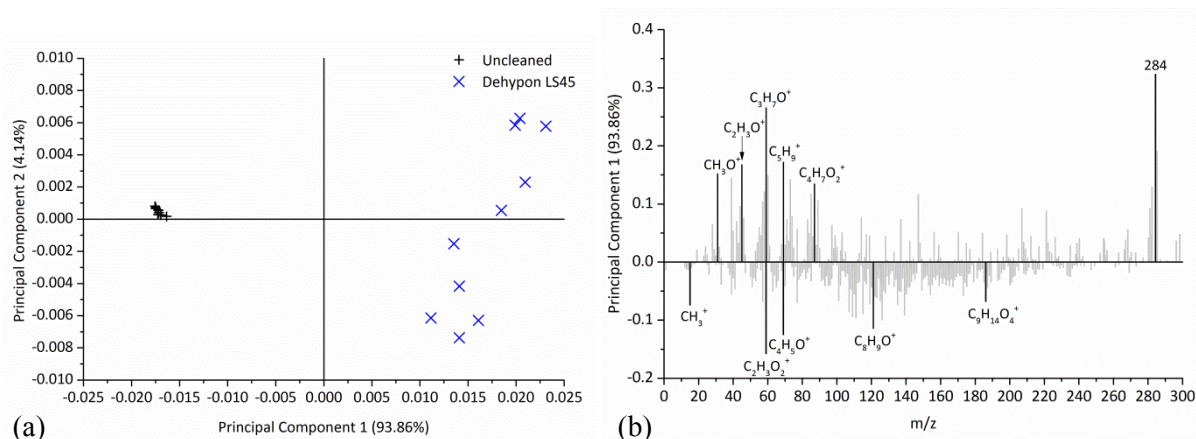 0.010
0.008
0.006
0.004
0.002
0.000
-0.002
-0.004
-0.006
-0.008
-0.010
Principal Component 2 (4.14%)
+ Uncleaned
× Dehypon LS45
-0.025 -0.020 -0.015 -0.010 -0.005 0.000 0.005 0.010 0.015 0.020 0.025
Principal Component 1 (93.86%)
(a)
0.4
0.3
0.2
0.1
0.0
-0.1
-0.2
Principal Component 1 (93.86%)
284
C₃H₇O⁺
C₂H₃O⁺
CH₃O⁺
C₅H₉⁺
C₄H₇O₂⁺
CH₃⁺
C₂H₃O₂⁺
C₄H₅O⁺
C₈H₉O⁺
C₉H₁₄O₄⁺
0 20 40 60 80 100 120 140 160 180 200 220 240 260 280 300
m/z
(b)